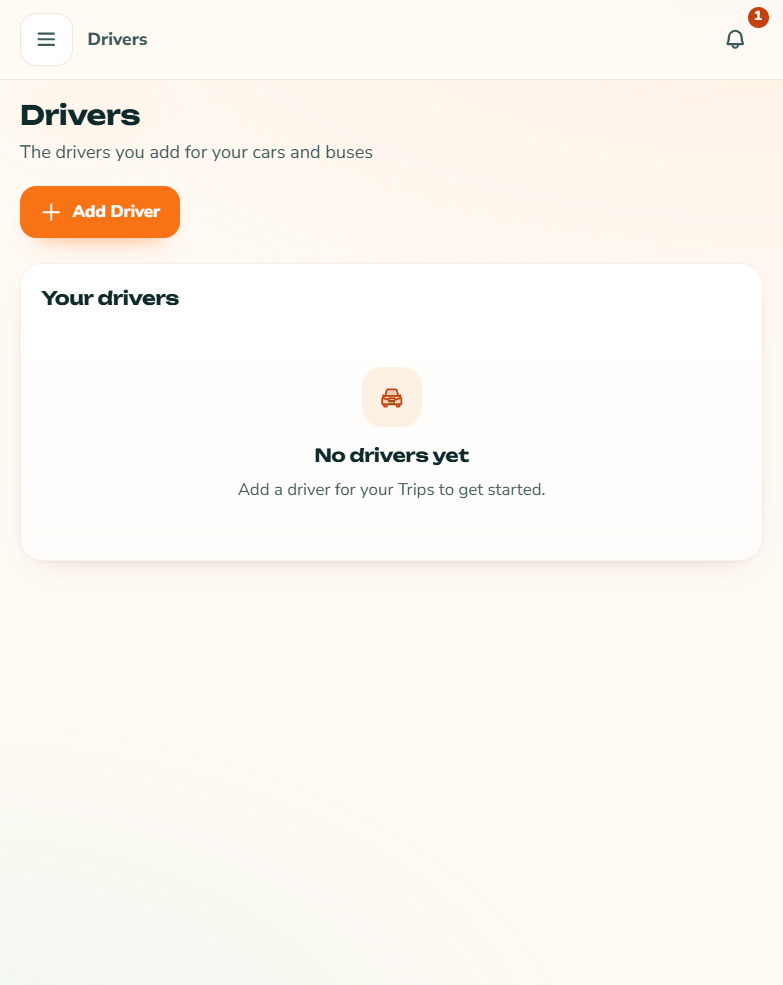 Drivers
1
Drivers
The drivers you add for your cars and buses
Add Driver
Your drivers
No drivers yet
Add a driver for your Trips to get started.